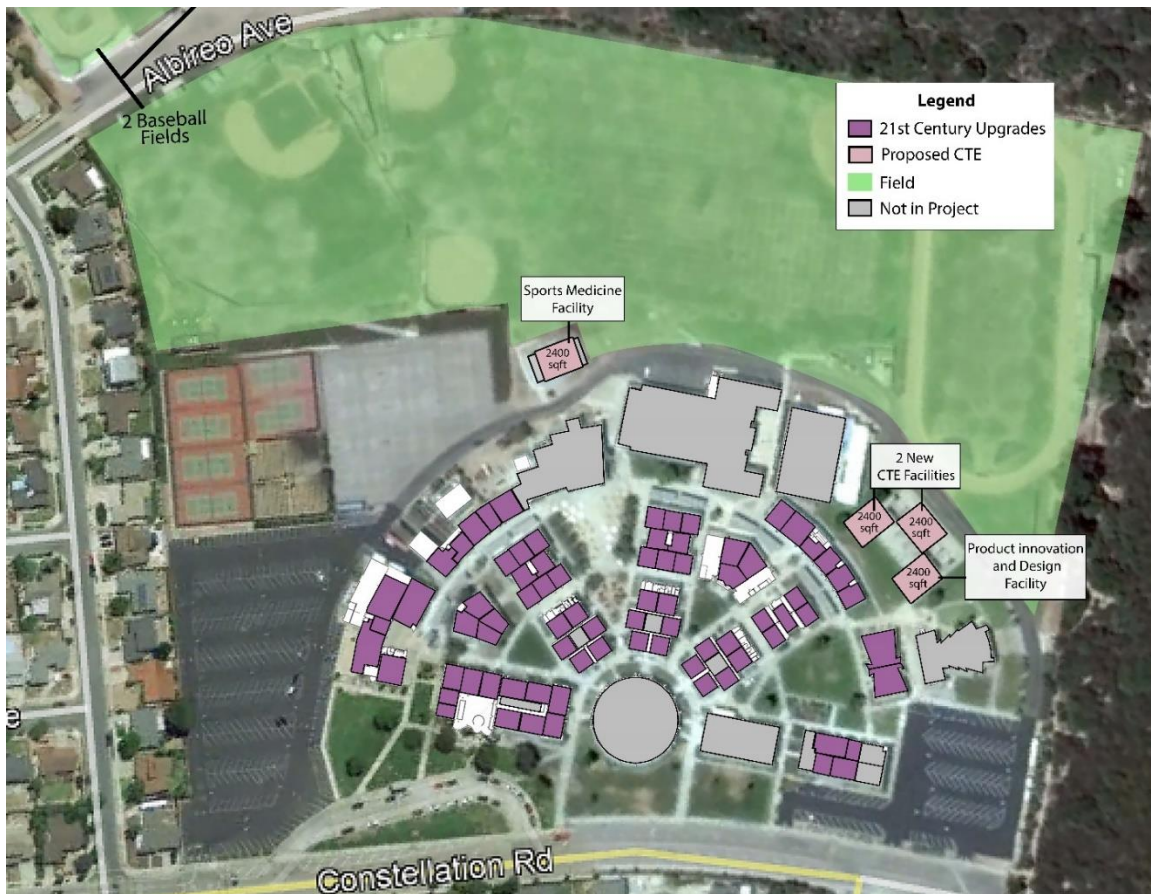 Albireo Ave
2 Baseball
Fields
Legend
21st Century Upgrades
Proposed CTE
Field
Not in Project
Sports Medicine
Facility
2400
sqft
2 New
CTE Facilities
2400
sqft
2400
sqft
Product innovation
and Design
Facility
2400
sqft
e
Constellation Rd